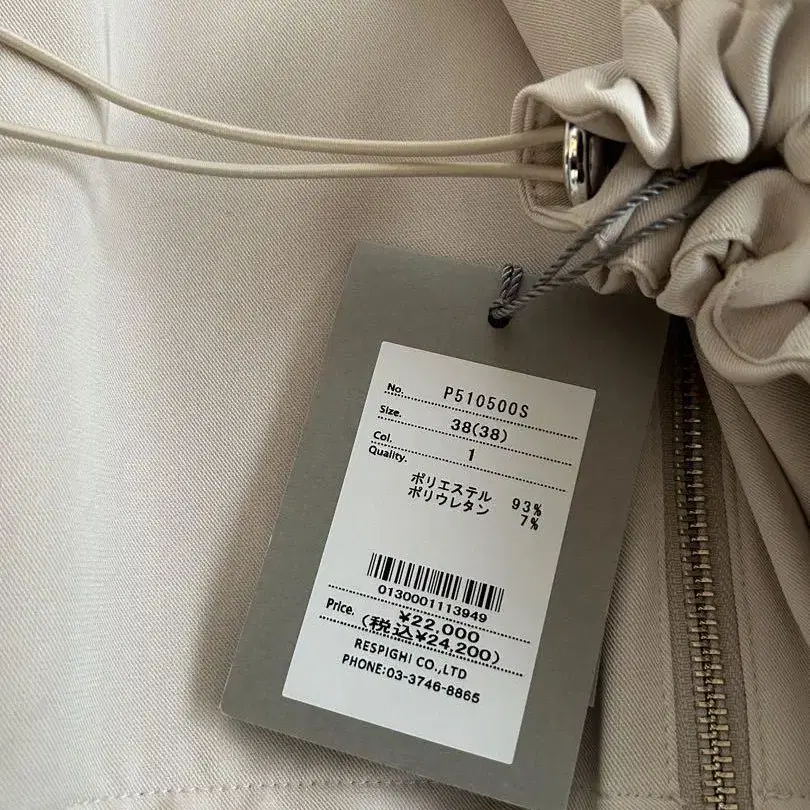 No. P510500S
Size. 38(38)
Col. 1
Quality.
ポリエステル 93%
ポリウレタン 7%
0130001113949
Price. ¥22,000
(税込¥24,200)
RESPIGHI CO.,LTD
PHONE:03-3746-8865